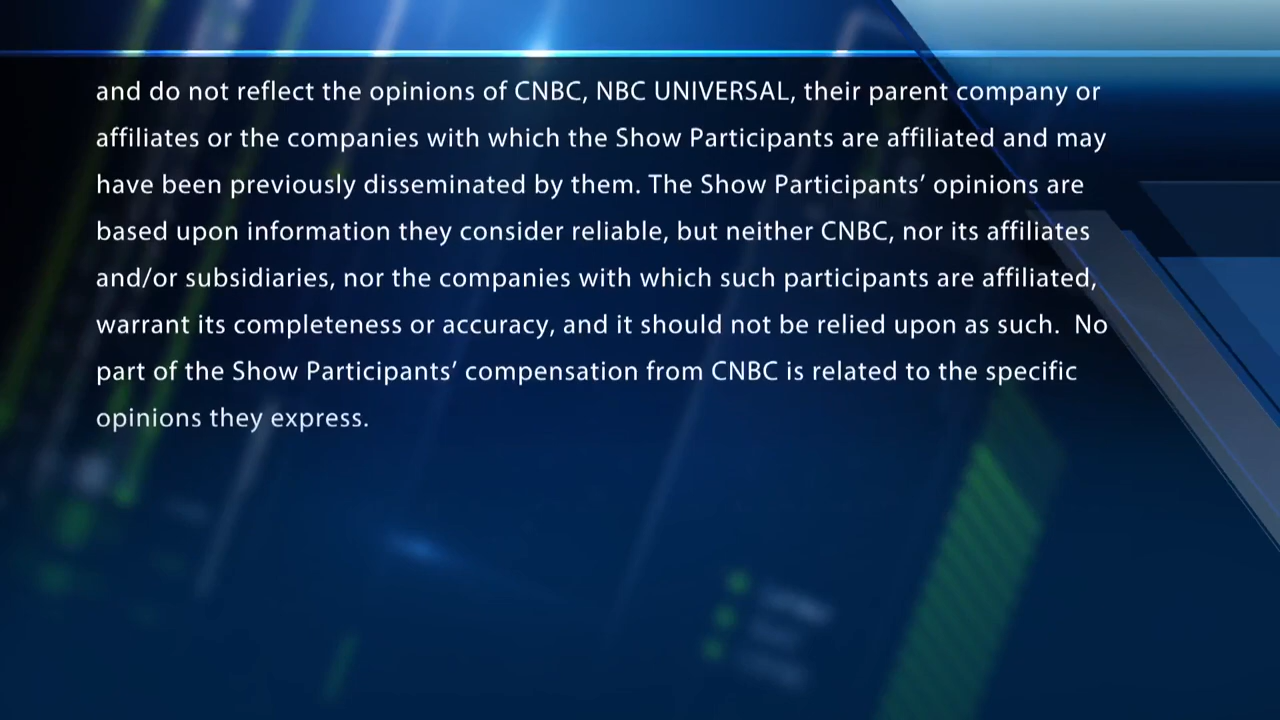 and do not reflect the opinions of CNBC, NBC UNIVERSAL, their parent company or
affiliates or the companies with which the Show Participants are affiliated and may
have been previously disseminated by them. The Show Participants’ opinions are
based upon information they consider reliable, but neither CNBC, nor its affiliates
and/or subsidiaries, nor the companies with which such participants are affiliated,
warrant its completeness or accuracy, and it should not be relied upon as such.  No
part of the Show Participants’ compensation from CNBC is related to the specific
opinions they express.